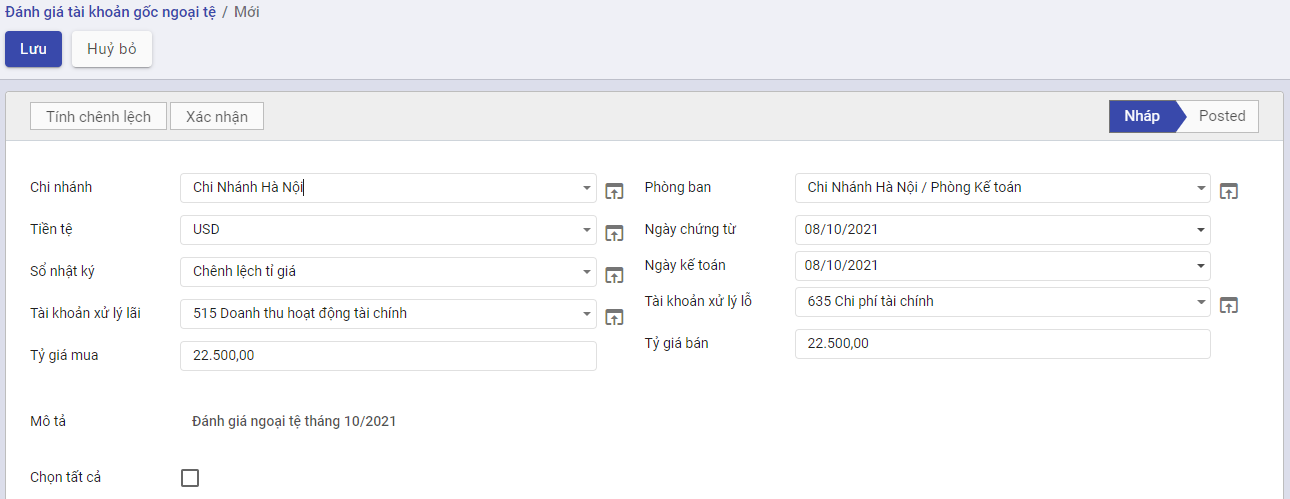 Đánh giá tài khoản gốc ngoại tệ / Mới
Lưu Huỷ bỏ
Tính chênh lệch Xác nhận Nháp Posted
Chi nhánh Chi Nhánh Hà Nội Phòng ban Chi Nhánh Hà Nội / Phòng Kế toán
Tiền tệ USD Ngày chứng từ 08/10/2021
Sổ nhật ký Chênh lệch tỉ giá Ngày kế toán 08/10/2021
Tài khoản xử lý lãi 515 Doanh thu hoạt động tài chính Tài khoản xử lý lỗ 635 Chi phí tài chính
Tỷ giá mua 22.500,00 Tỷ giá bán 22.500,00
Mô tả Đánh giá ngoại tệ tháng 10/2021
Chọn tất cả